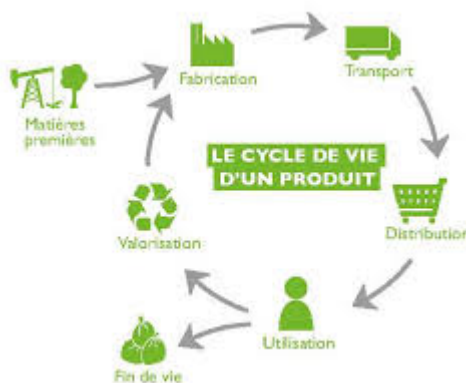 Fabrication
Transport
Matières
premières
LE CYCLE DE VIE
D'UN PRODUIT
Distribution
Valorisation
Utilisation
Fin de vie